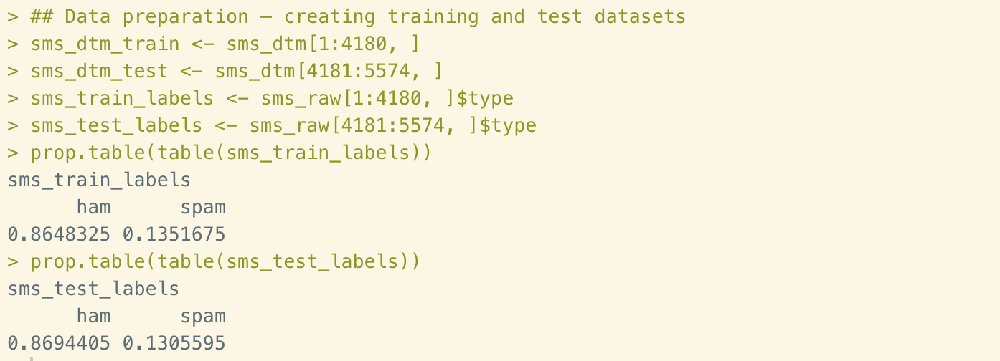 > ## Data preparation – creating training and test datasets
> sms_dtm_train <- sms_dtm[1:4180, ]
> sms_dtm_test <- sms_dtm[4181:5574, ]
> sms_train_labels <- sms_raw[1:4180, ]$type
> sms_test_labels <- sms_raw[4181:5574, ]$type
> prop.table(table(sms_train_labels))
sms_train_labels
      ham      spam
0.8648325 0.1351675
> prop.table(table(sms_test_labels))
sms_test_labels
      ham      spam
0.8694405 0.1305595